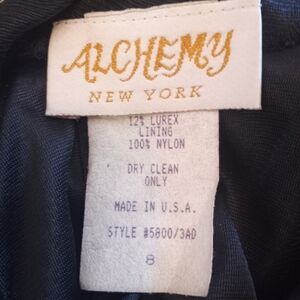 ALCHEMY
NEW YORK
12% LUREX
LINING
100% NYLON
DRY CLEAN
ONLY
MADE IN U.S.A.
STYLE #5800/3AD
8